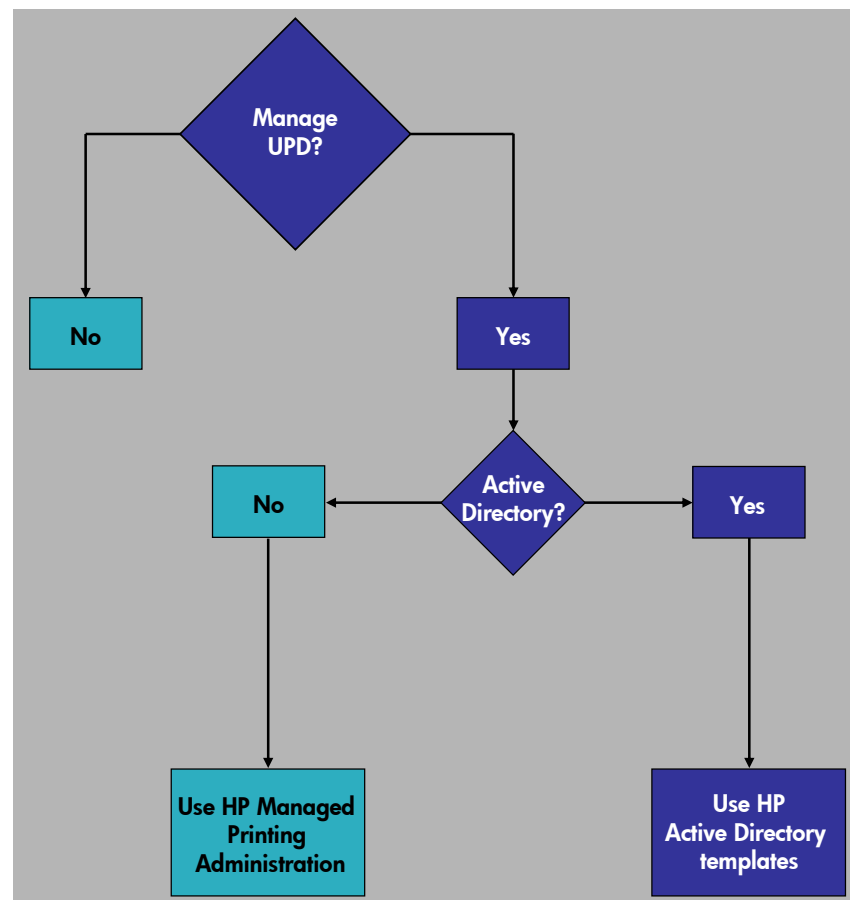 Manage
UPD?
No
Yes
Active
Directory?
No
Yes
Use HP Managed
Printing
Administration
Use HP
Active Directory
templates